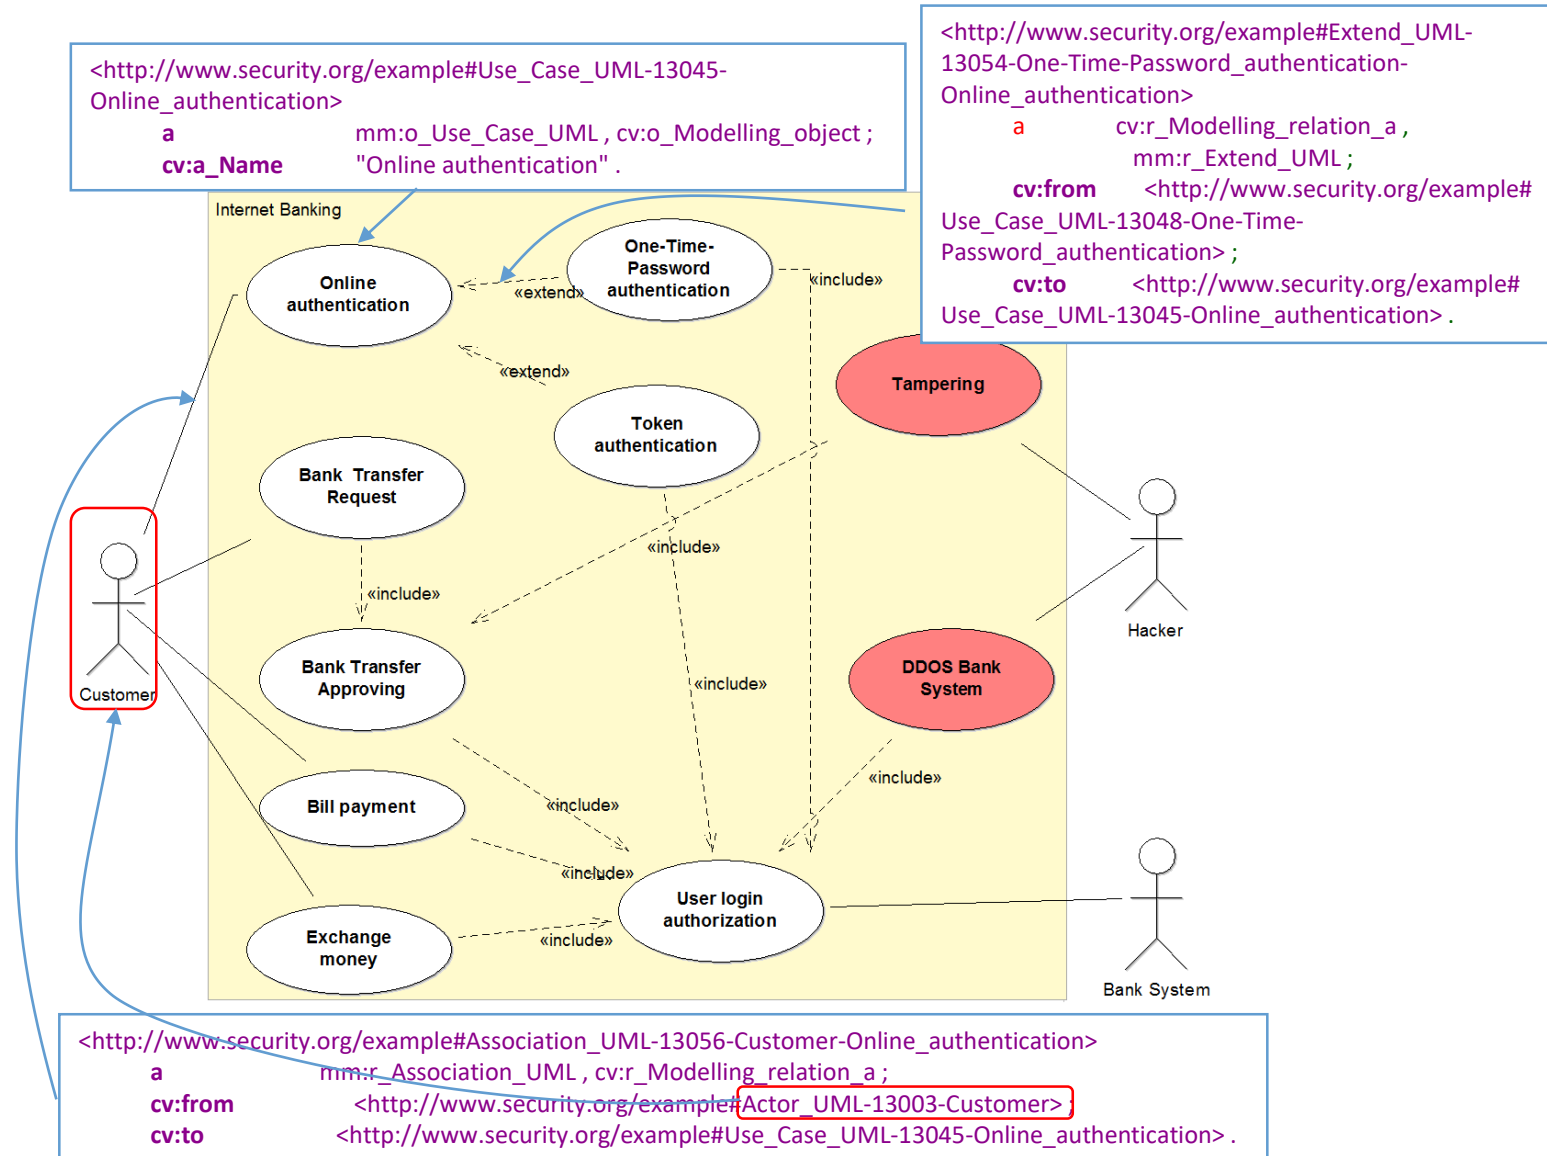 <http://www.security.org/example#Use_Case_UML-13045-
Online_authentication>
a mm:o_Use_Case_UML , cv:o_Modelling_object ;
cv:a_Name "Online authentication" .
<http://www.security.org/example#Extend_UML-
13054-One-Time-Password_authentication-
Online_authentication>
a cv:r_Modelling_relation_a ,
mm:r_Extend_UML ;
cv:from <http://www.security.org/example#
Use_Case_UML-13048-One-Time-
Password_authentication> ;
cv:to <http://www.security.org/example#
Use_Case_UML-13045-Online_authentication> .
Internet Banking
Online
authentication
One-Time-
Password
authentication
«extend»
«include»
«extend»
Tampering
Token
authentication
Bank Transfer
Request
«include»
«include»
Customer
Hacker
Bank Transfer
Approving
«include»
DDOS Bank
System
«include»
Bill payment
«include»
«include»
User login
authorization
Exchange
money
«include»
Bank System
<http://www.security.org/example#Association_UML-13056-Customer-Online_authentication>
a mm:r_Association_UML , cv:r_Modelling_relation_a ;
cv:from <http://www.security.org/example#Actor_UML-13003-Customer> ;
cv:to <http://www.security.org/example#Use_Case_UML-13045-Online_authentication> .